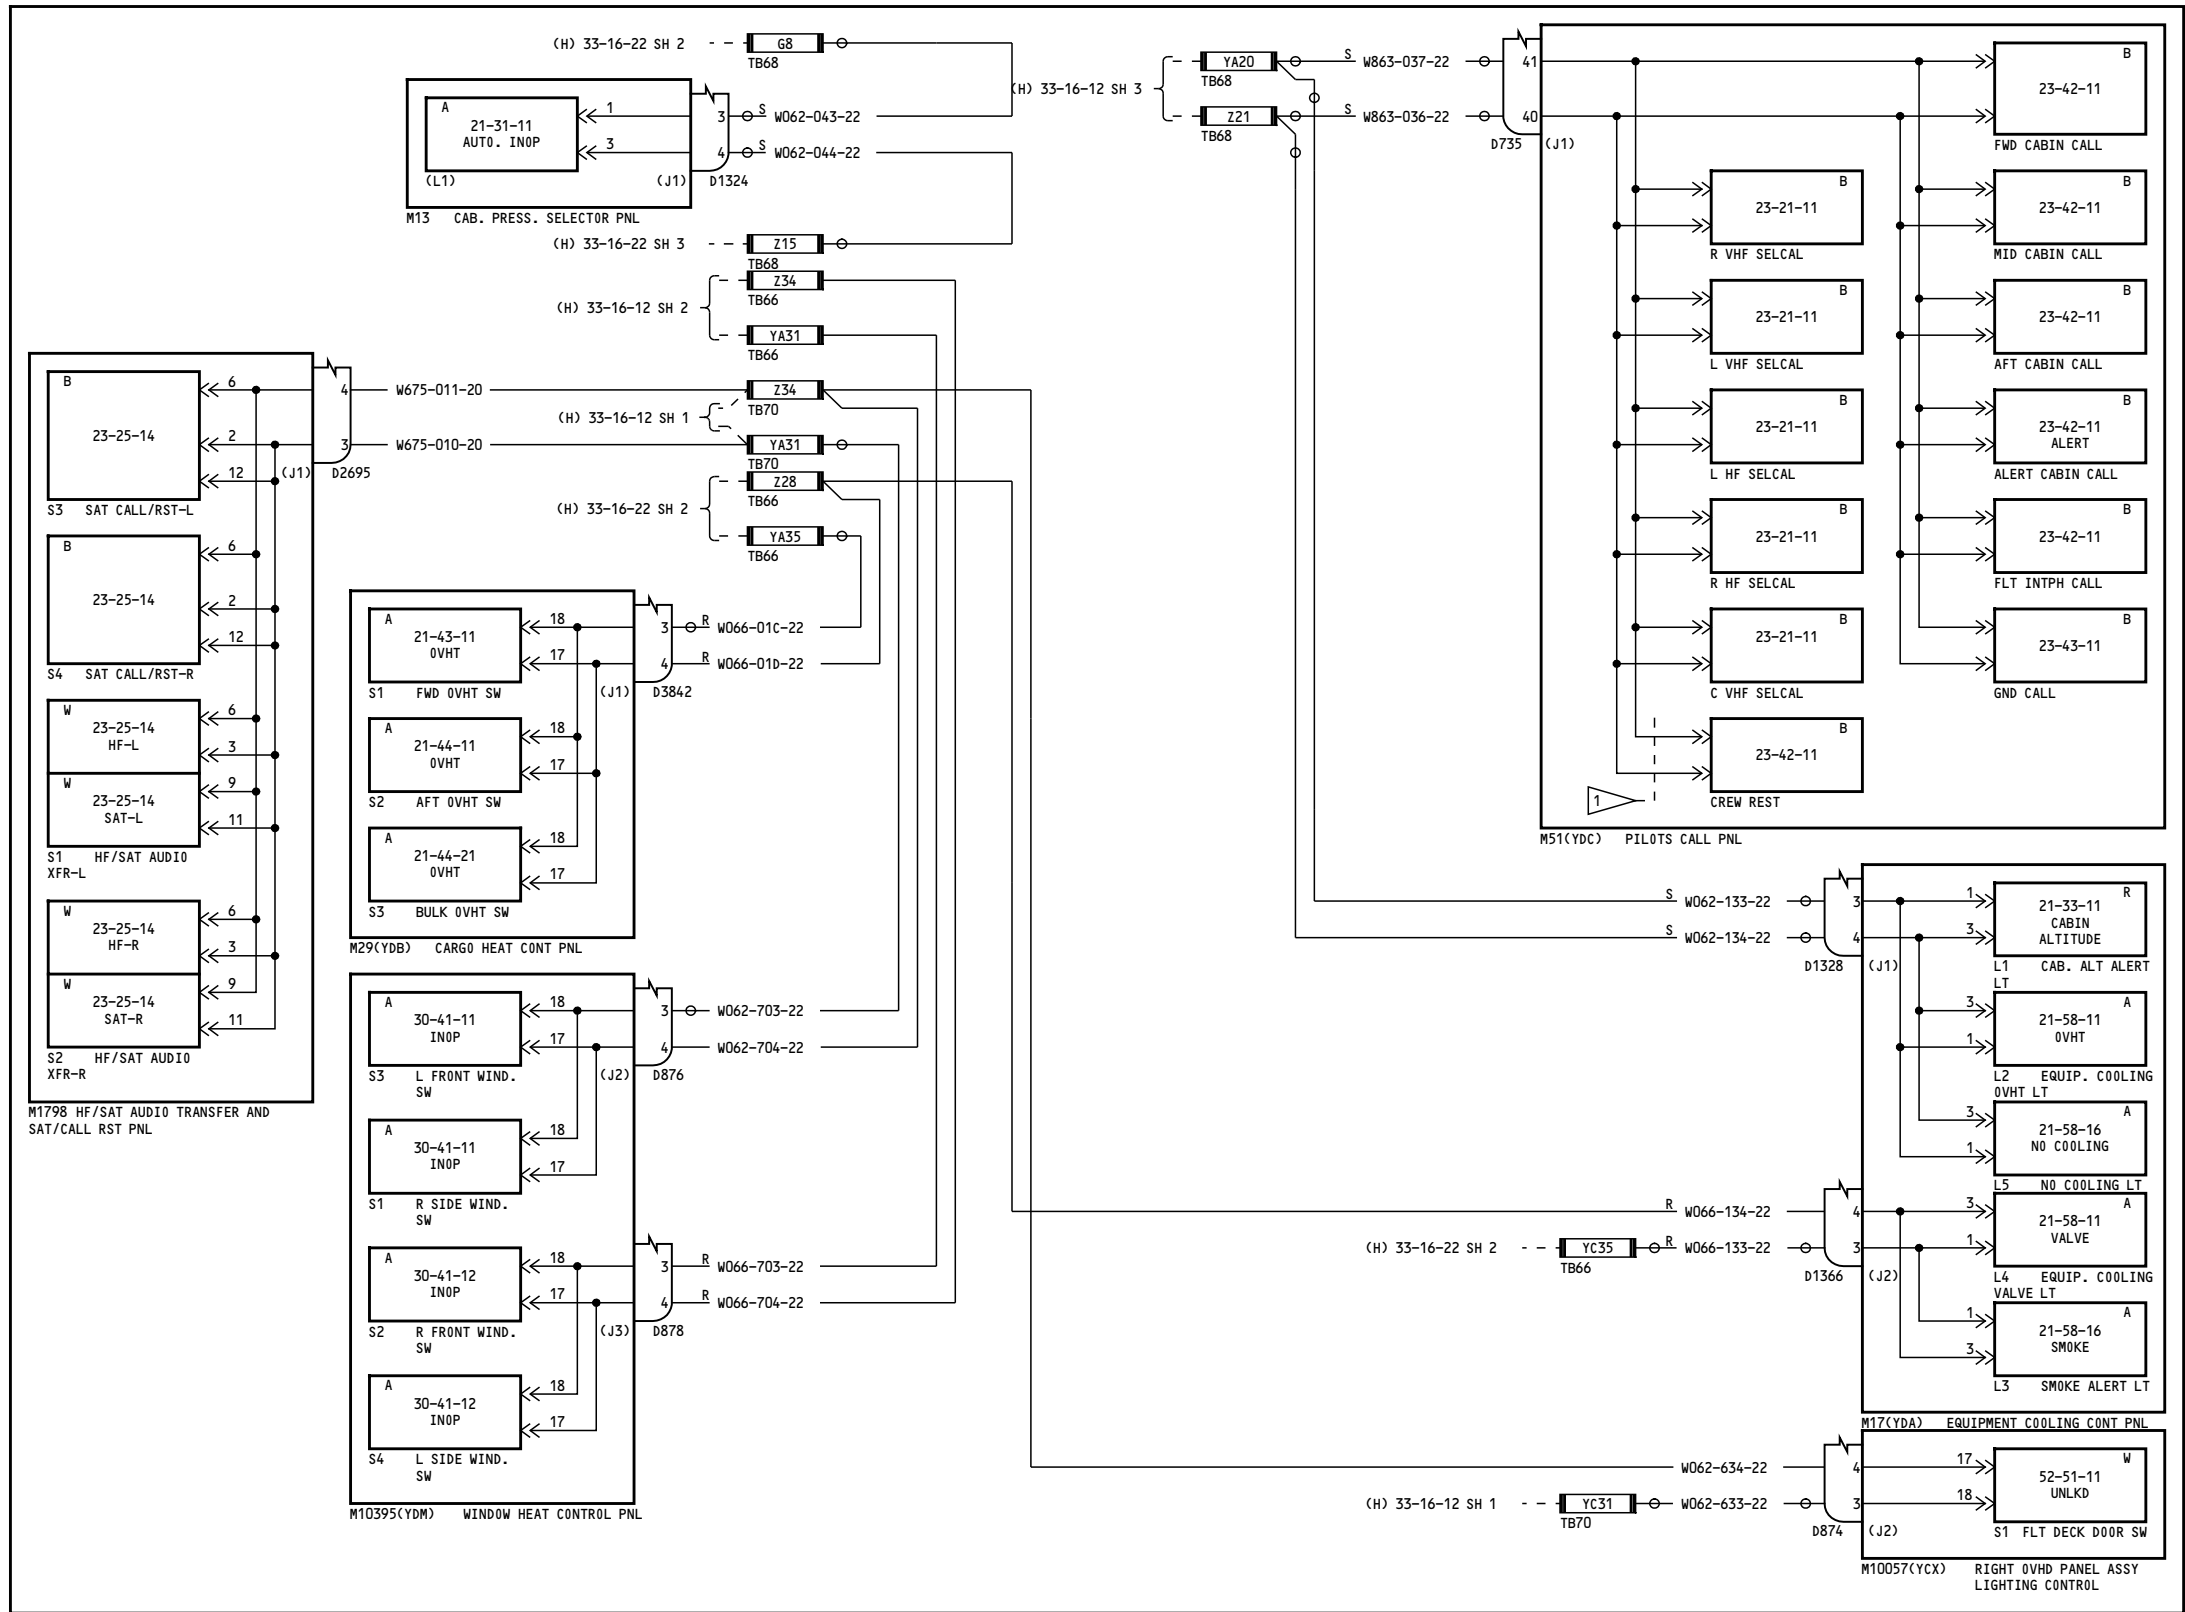 (H) 33-16-22 SH 2
G8
TB68
A
21-31-11
AUTO. INOP
(L1)
1
3
3
4
(J1)
D1324
S W062-043-22
S W062-044-22
M13 CAB. PRESS. SELECTOR PNL
(H) 33-16-22 SH 3
Z15
TB68
(H) 33-16-12 SH 2
Z34
TB66
YA31
TB66
(H) 33-16-12 SH 1
Z34
TB70
YA31
TB70
(H) 33-16-22 SH 2
Z28
TB66
YA35
TB66
B
23-25-14
6
2
12
S3 SAT CALL/RST-L
4
3
(J1)
D2695
W675-011-20
W675-010-20
B
23-25-14
6
2
12
S4 SAT CALL/RST-R
W
23-25-14
HF-L
6
3
W
23-25-14
SAT-L
9
11
S1 HF/SAT AUDIO
XFR-L
W
23-25-14
HF-R
6
3
W
23-25-14
SAT-R
9
11
S2 HF/SAT AUDIO
XFR-R
M1798 HF/SAT AUDIO TRANSFER AND
SAT/CALL RST PNL
A
21-43-11
OVHT
18
17
S1 FWD OVHT SW
3
4
(J1)
D3842
R W066-01C-22
R W066-01D-22
A
21-44-11
OVHT
18
17
S2 AFT OVHT SW
A
21-44-21
OVHT
18
17
S3 BULK OVHT SW
M29(YDB) CARGO HEAT CONT PNL
A
30-41-11
INOP
18
17
S3 L FRONT WIND.
SW
3
4
(J2)
D876
W062-703-22
W062-704-22
A
30-41-11
INOP
18
17
S1 R SIDE WIND.
SW
A
30-41-12
INOP
18
17
S2 R FRONT WIND.
SW
3
4
(J3)
D878
R W066-703-22
R W066-704-22
A
30-41-12
INOP
18
17
S4 L SIDE WIND.
SW
M10395(YDM) WINDOW HEAT CONTROL PNL
(H) 33-16-12 SH 3
YA20
TB68
Z21
TB68
S W863-037-22
S W863-036-22
41
40
D735
(J1)
B
23-42-11
FWD CABIN CALL
B
23-21-11
R VHF SELCAL
B
23-42-11
MID CABIN CALL
B
23-21-11
L VHF SELCAL
B
23-42-11
AFT CABIN CALL
B
23-21-11
L HF SELCAL
B
23-42-11
ALERT
ALERT CABIN CALL
B
23-21-11
R HF SELCAL
B
23-42-11
FLT INTPH CALL
B
23-21-11
C VHF SELCAL
B
23-43-11
GND CALL
B
23-42-11
CREW REST
1
M51(YDC) PILOTS CALL PNL
S W062-133-22
S W062-134-22
3
4
D1328
(J1)
1
3
R
21-33-11
CABIN
ALTITUDE
L1 CAB. ALT ALERT
LT
3
1
A
21-58-11
OVHT
L2 EQUIP. COOLING
OVHT LT
3
1
A
21-58-16
NO COOLING
L5 NO COOLING LT
R W066-134-22
(H) 33-16-22 SH 2
YC35
TB66
R W066-133-22
4
3
D1366
(J2)
3
1
A
21-58-11
VALVE
L4 EQUIP. COOLING
VALVE LT
1
3
A
21-58-16
SMOKE
L3 SMOKE ALERT LT
M17(YDA) EQUIPMENT COOLING CONT PNL
W062-634-22
(H) 33-16-12 SH 1
YC31
TB70
W062-633-22
4
3
D874
(J2)
17
18
W
52-51-11
UNLKD
S1 FLT DECK DOOR SW
M10057(YCX) RIGHT OVHD PANEL ASSY
LIGHTING CONTROL